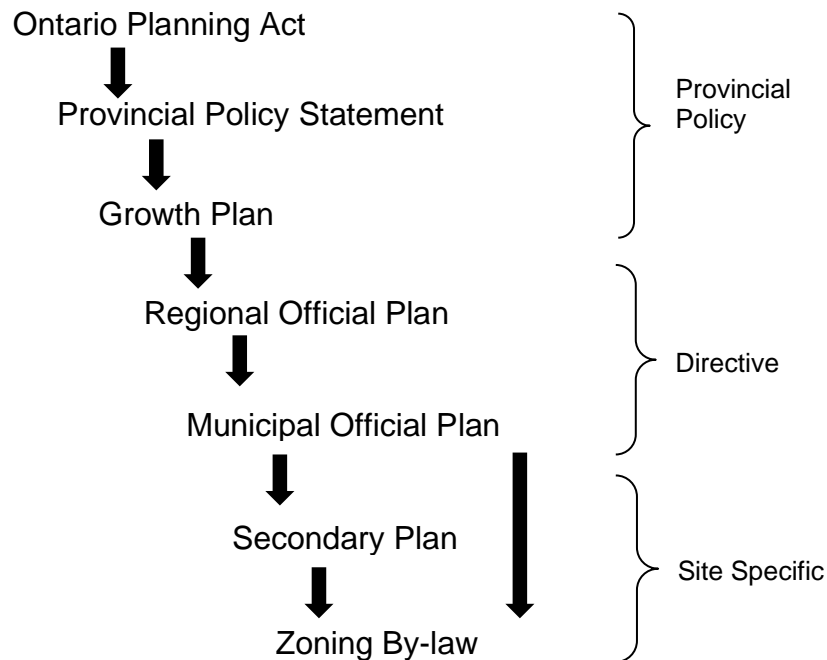 Ontario Planning Act
Provincial Policy Statement
Growth Plan
Regional Official Plan
Municipal Official Plan
Secondary Plan
Zoning By-law
Provincial
Policy
Directive
Site Specific